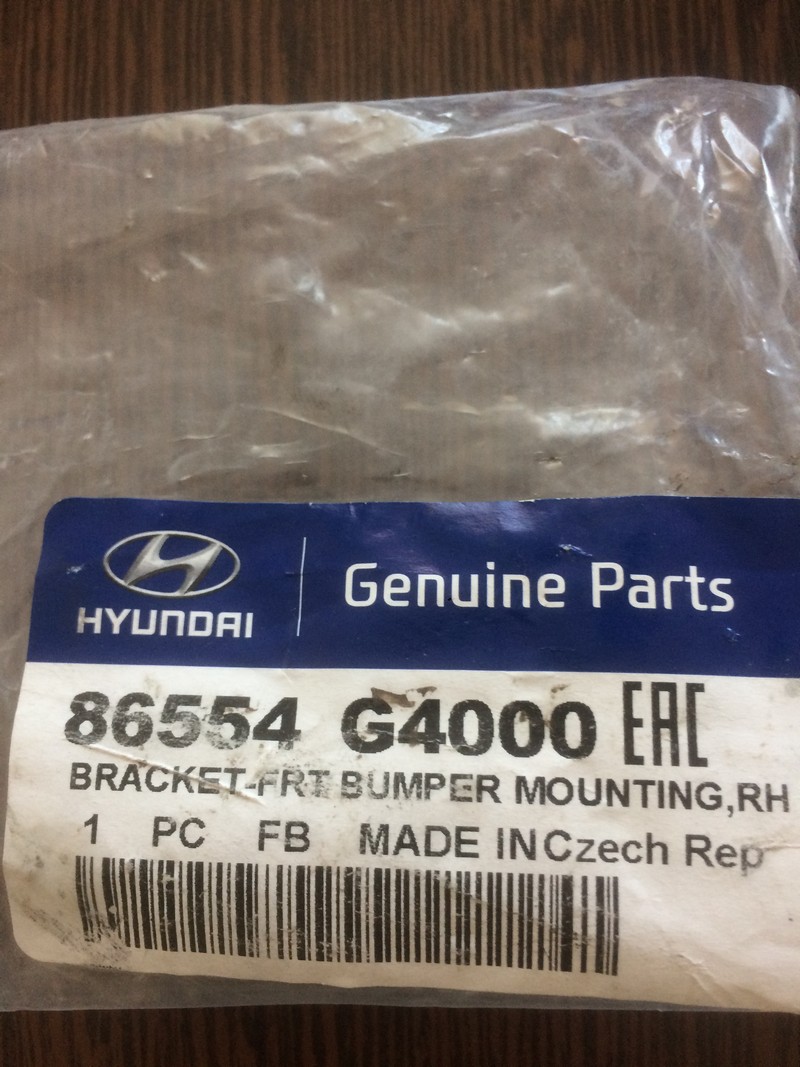 HYUNDAI
Genuine Parts
86554 G4000 EAC
BRACKET-FRT BUMPER MOUNTING,RH
1 PC FB MADE IN Czech Rep